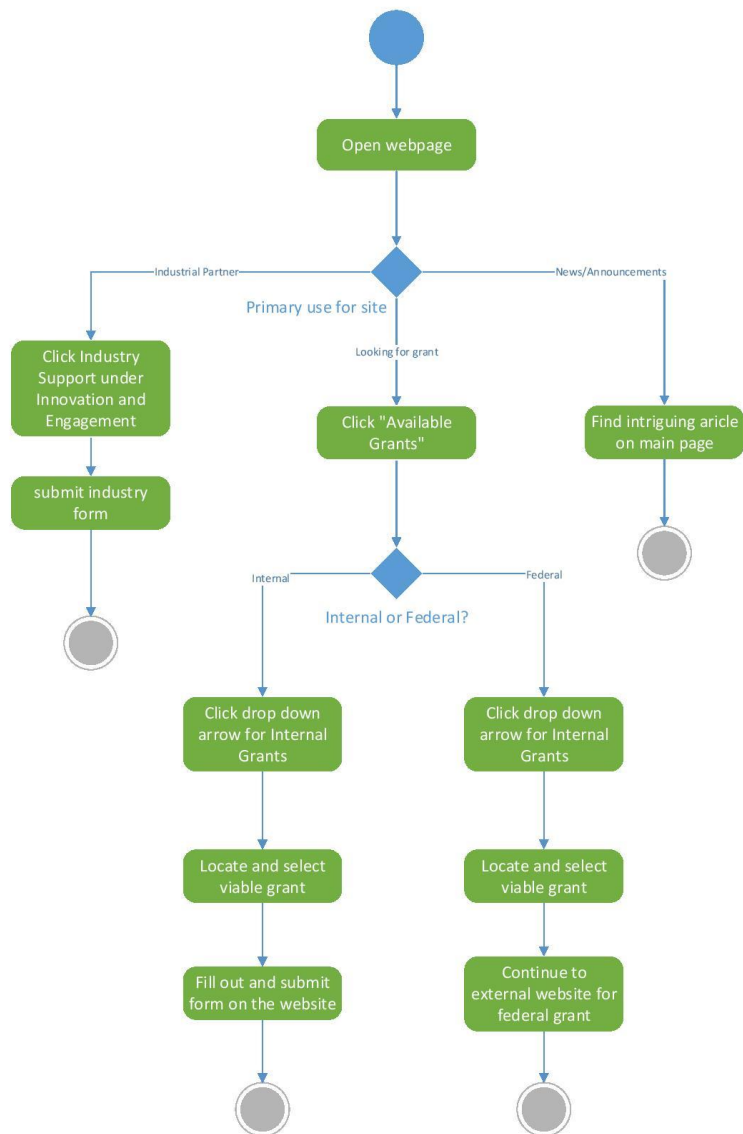 Open webpage
Industrial Partner
News/Announcements
Primary use for site
Click Industry
Support under
Innovation and
Engagement
Looking for grant
Click "Available
Grants"
Find intriguing aricle
on main page
submit industry
form
Internal
Federal
Internal or Federal?
Click drop down
arrow for Internal
Grants
Click drop down
arrow for Internal
Grants
Locate and select
viable grant
Locate and select
viable grant
Fill out and submit
form on the website
Continue to
external website for
federal grant